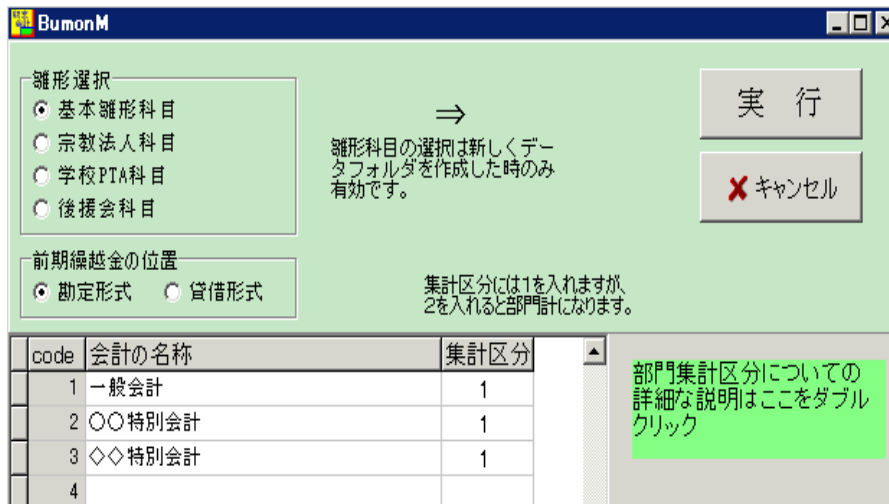 BumonM
雛形選択
基本雛形科目
宗教法人科目
学校PTA科目
後援会科目
⇒
雛形科目の選択は新しくデー
タフォルダを作成した時のみ
有効です。
実 行
キャンセル
前期繰越金の位置
勘定形式 貸借形式
集計区分には1を入れますが、
2を入れると部門計になります。
code 会計の名称 集計区分
1 一般会計 1
2 〇〇特別会計 1
3 ◇◇特別会計 1
4
部門集計区分についての
詳細な説明はここをダブル
クリック